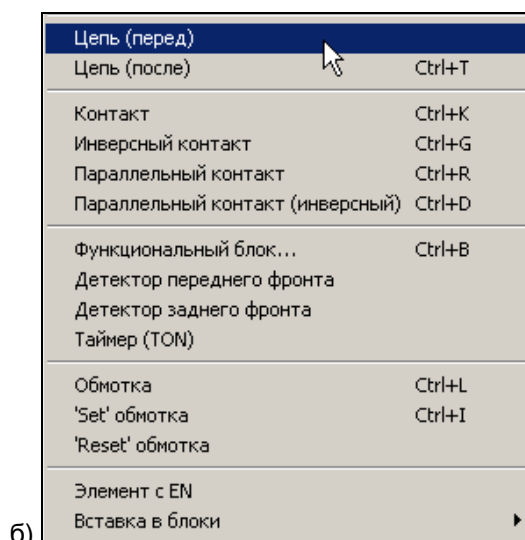 Цепь (перед)
Цепь (после) Ctrl+T
Контакт Ctrl+K
Инверсный контакт Ctrl+G
Параллельный контакт Ctrl+R
Параллельный контакт (инверсный) Ctrl+D
Функциональный блок... Ctrl+B
Детектор переднего фронта
Детектор заднего фронта
Таймер (TON)
Обмотка Ctrl+L
'Set' обмотка Ctrl+I
'Reset' обмотка
Элемент с EN
Вставка в блоки
б)